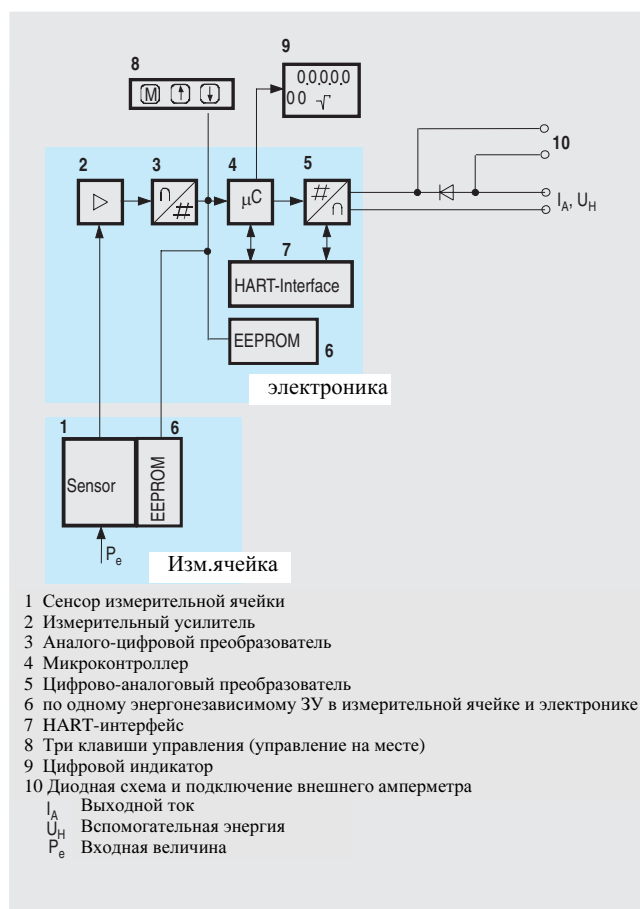 9
8
0.0.0.0.0
00 √
M ↑ ↓
10
2 3 4 5
I_A, U_H
∩ / #
µC
# / ∩
7
HART-Interface
EEPROM 6
электроника
1 6
Sensor
EEPROM
P_e
Изм.ячейка
1 Сенсор измерительной ячейки
2 Измерительный усилитель
3 Аналого-цифровой преобразователь
4 Микроконтроллер
5 Цифрово-аналоговый преобразователь
6 по одному энергонезависимому ЗУ в измерительной ячейке и электронике
7 HART-интерфейс
8 Три клавиши управления (управление на месте)
9 Цифровой индикатор
10 Диодная схема и подключение внешнего амперметра
I_A Выходной ток
U_H Вспомогательная энергия
P_e Входная величина